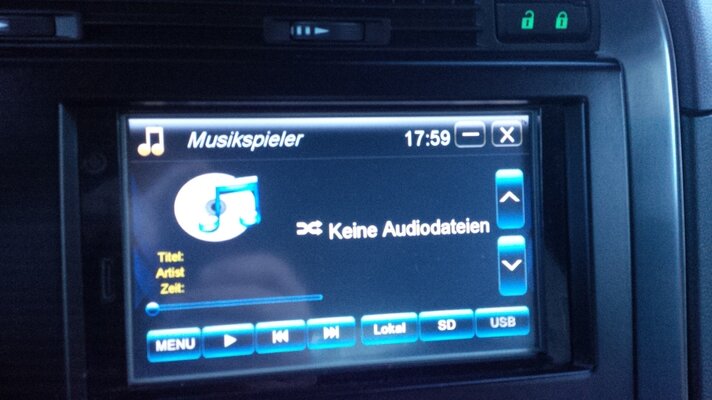 Musikspieler 17:59
Keine Audiodateien
Titel:
Artist
Zeit:
MENU Lokal SD USB